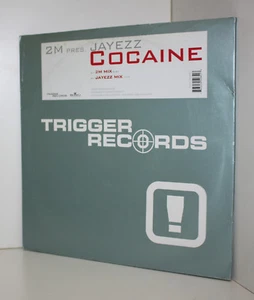 2M pres. JAYEZZ
COCAINE
2M MIX
JAYEZZ MIX
TRIGGER
RECORDS
!